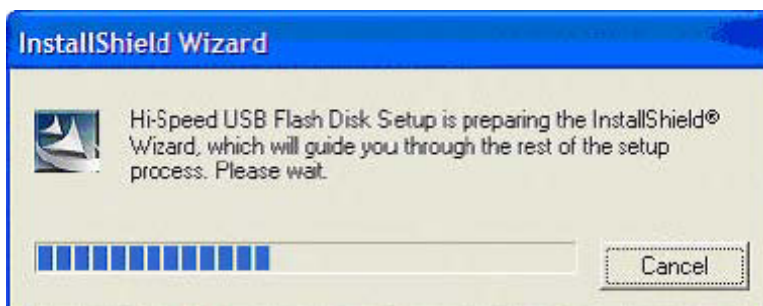 InstallShield Wizard
Hi-Speed USB Flash Disk Setup is preparing the InstallShield®
Wizard, which will guide you through the rest of the setup
process. Please wait.
Cancel